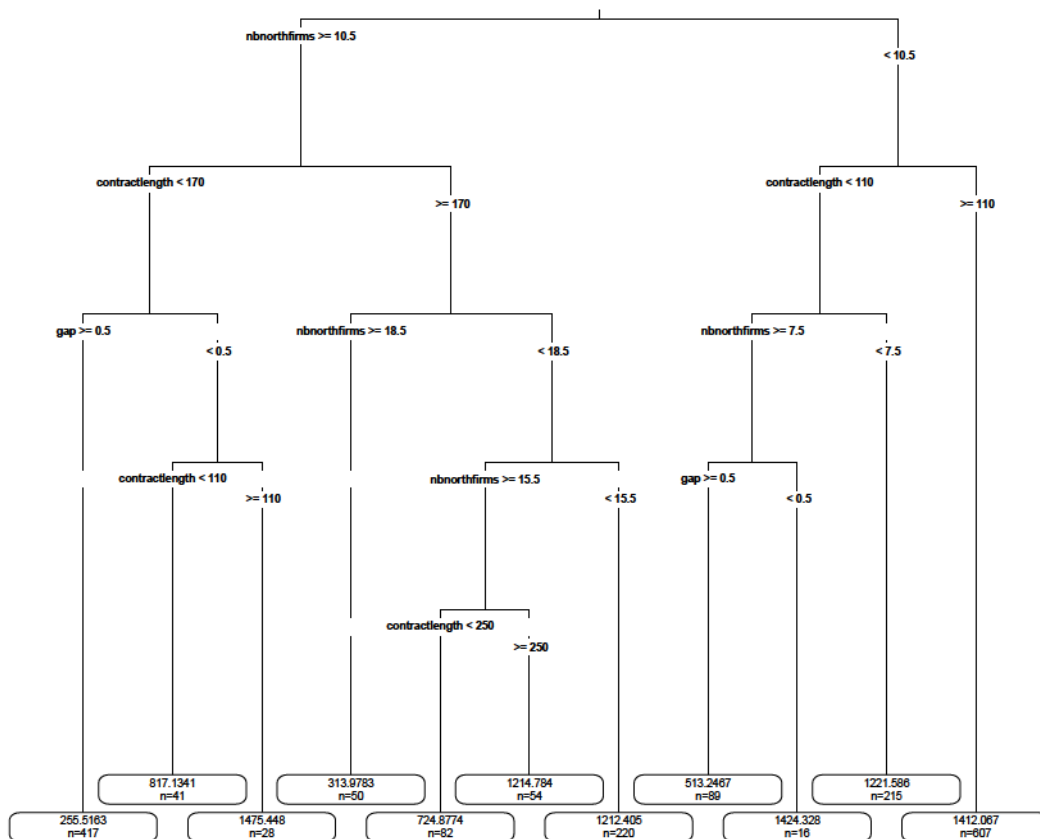 nbnorthfirms >= 10.5
< 10.5
contractlength < 170
>= 170
contractlength < 110
>= 110
gap >= 0.5
< 0.5
nbnorthfirms >= 18.5
< 18.5
nbnorthfirms >= 7.5
< 7.5
contractlength < 110
>= 110
nbnorthfirms >= 15.5
< 15.5
gap >= 0.5
< 0.5
contractlength < 250
>= 250
817.1341
n=41
313.9783
n=50
1214.784
n=54
513.2467
n=89
1221.586
n=215
255.5163
n=417
1475.448
n=28
724.8774
n=82
1212.405
n=220
1424.328
n=16
1412.067
n=607